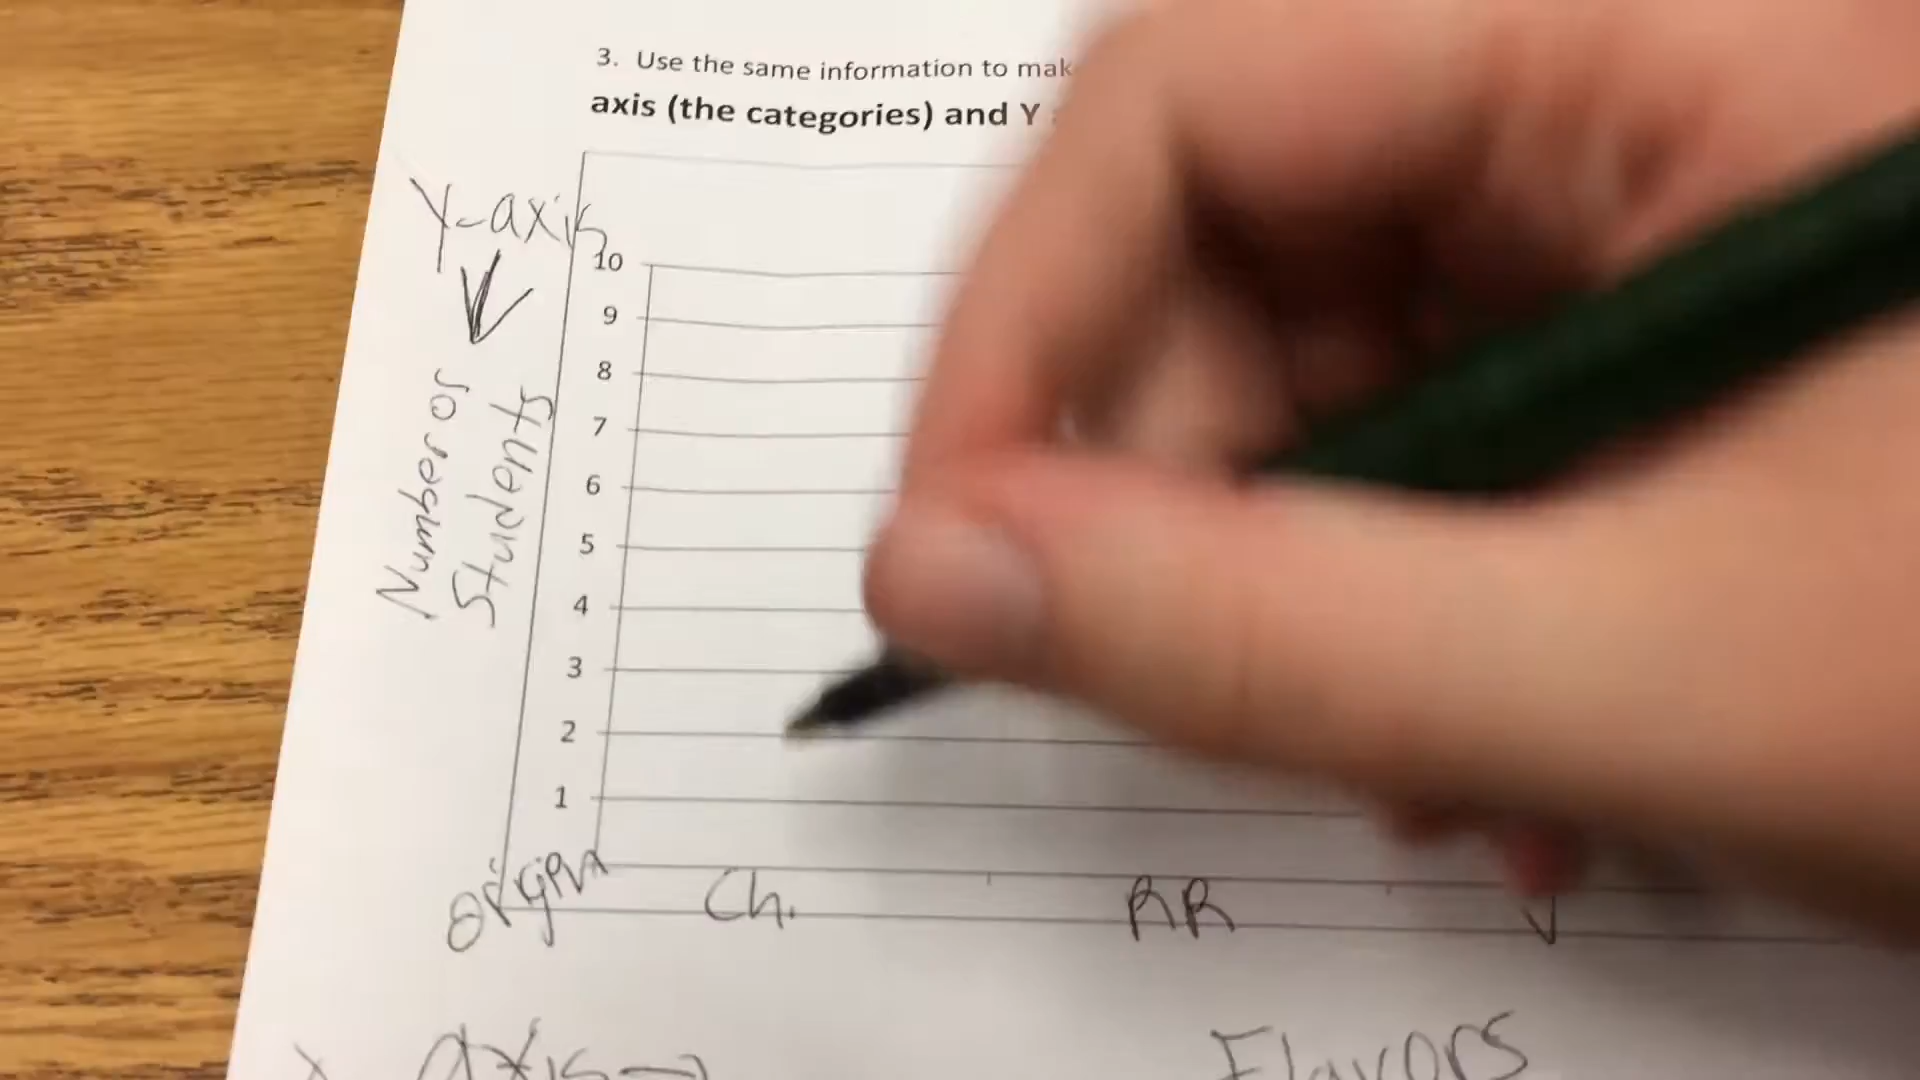 3. Use the same information to mak
axis (the categories) and Y
Y-axis
10
9
8
7
6
5
4
3
2
1
Number of
Students
Origin
Ch.
RR
V
X-axis →
Flavors